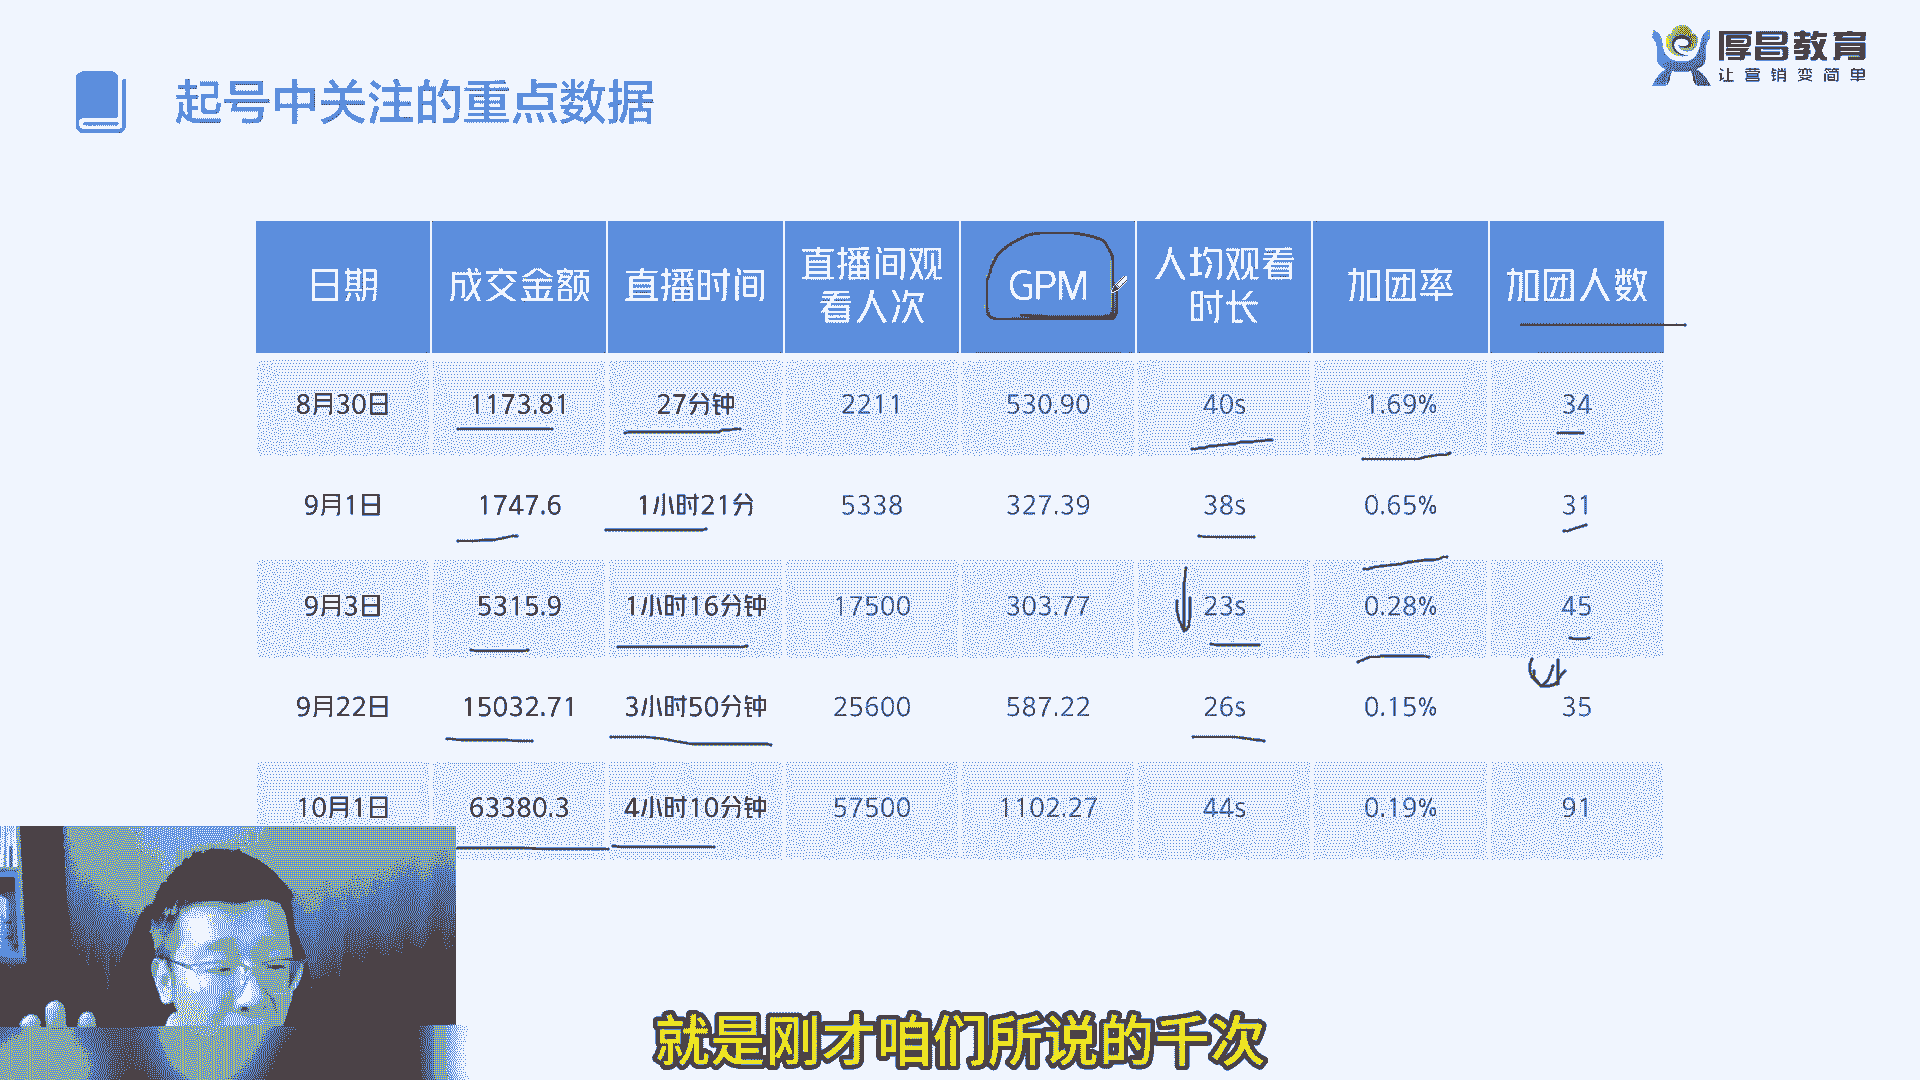 厚昌教育
让营销变简单
起号中关注的重点数据
日期 成交金额 直播时间 直播间观看人次 GPM 人均观看时长 加团率 加团人数
8月30日 1173.81 27分钟 2211 530.90 40s 1.69% 34
9月1日 1747.6 1小时21分 5338 327.39 38s 0.65% 31
9月3日 5315.9 1小时16分钟 17500 303.77 23s 0.28% 45
9月22日 15032.71 3小时50分钟 25600 587.22 26s 0.15% 35
10月1日 63380.3 4小时10分钟 57500 1102.27 44s 0.19% 91
就是刚才咱们所说的千次